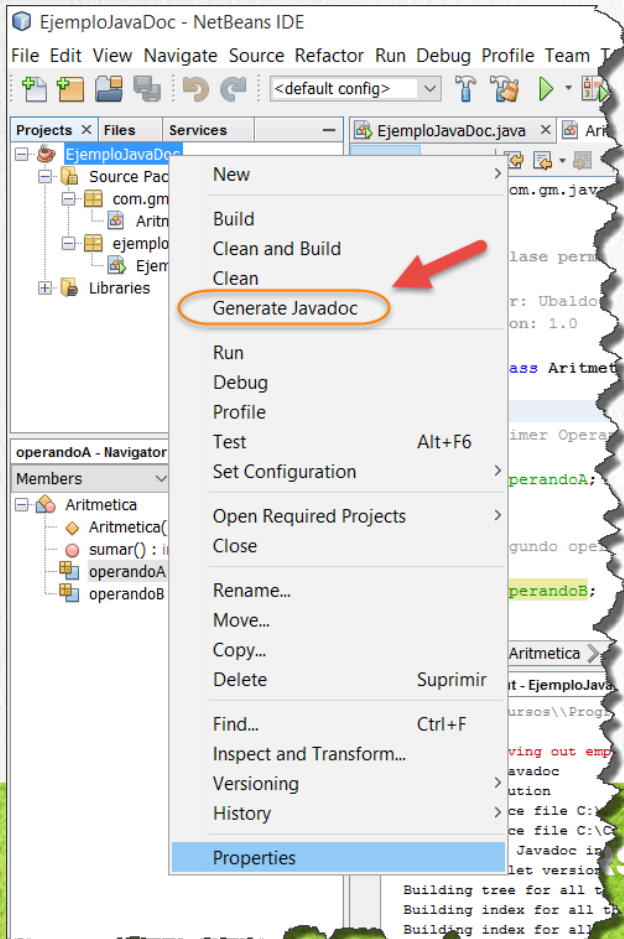 EjemploJavaDoc - NetBeans IDE
File Edit View Navigate Source Refactor Run Debug Profile Team
<default config>
Projects Files Services
EjemploJavaDoc.java
EjemploJavaDoc
Source Pac
com.gm
Aritm
ejemplo
Ejem
Libraries
New
Build
Clean and Build
Clean
Generate Javadoc
Run
Debug
Profile
Test Alt+F6
Set Configuration
Open Required Projects
Close
Rename...
Move...
Copy...
Delete Suprimir
Find... Ctrl+F
Inspect and Transform...
Versioning
History
Properties
om.gm.java
lase perm
r: Ubaldo
on: 1.0
ass Aritmet
imer Opera
perandoA;
gundo ope
perandoB;
operandoA - Navigator
Members
Aritmetica
Aritmetica(
sumar() : i
operandoA
operandoB
Aritmetica
t - EjemploJava
ursos\\Prog
ving out emp
avadoc
ution
ce file C:\
ce file C:\C
Javadoc in
let version
Building tree for all t
Building index for all th
Building index for all